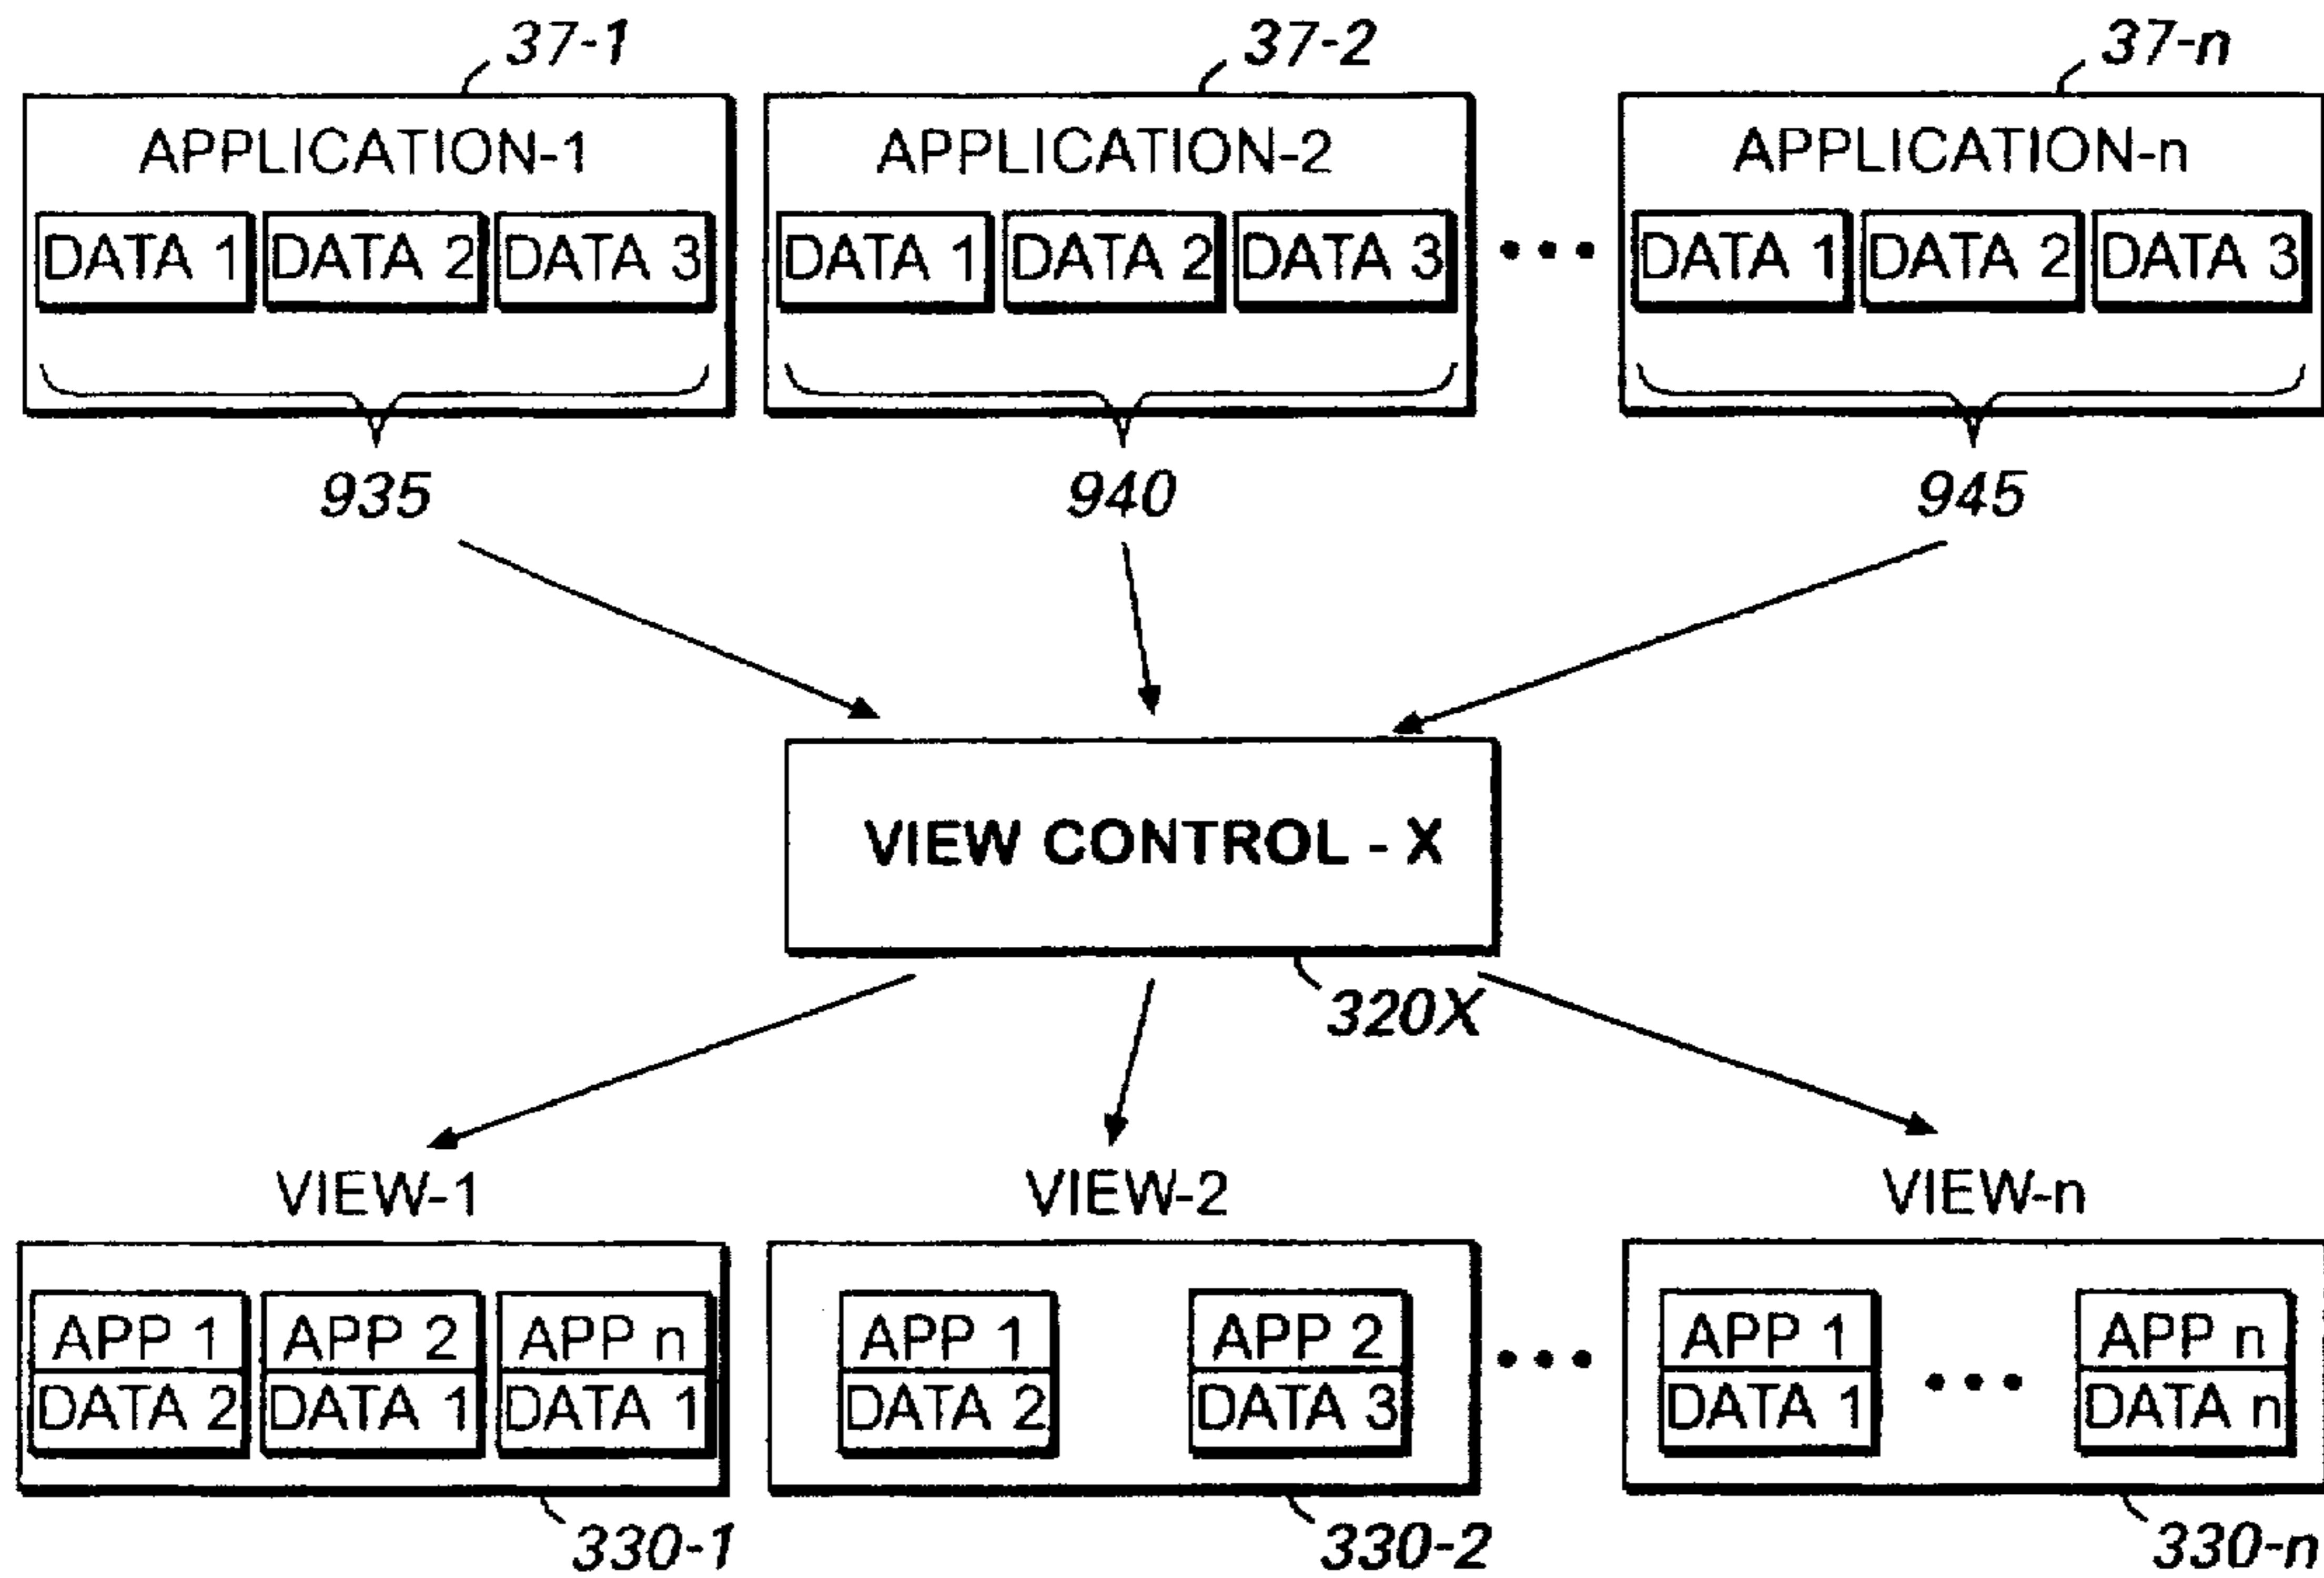 37-1 37-2 37-n
APPLICATION-1 APPLICATION-2 APPLICATION-n
DATA 1 DATA 2 DATA 3 DATA 1 DATA 2 DATA 3 ••• DATA 1 DATA 2 DATA 3
935 940 945
VIEW CONTROL - X
320X
VIEW-1 VIEW-2 VIEW-n
APP 1 APP 2 APP n APP 1 APP 2 ••• APP 1 APP n
DATA 2 DATA 1 DATA 1 DATA 2 DATA 3 DATA 1 ••• DATA n
330-1 330-2 330-n